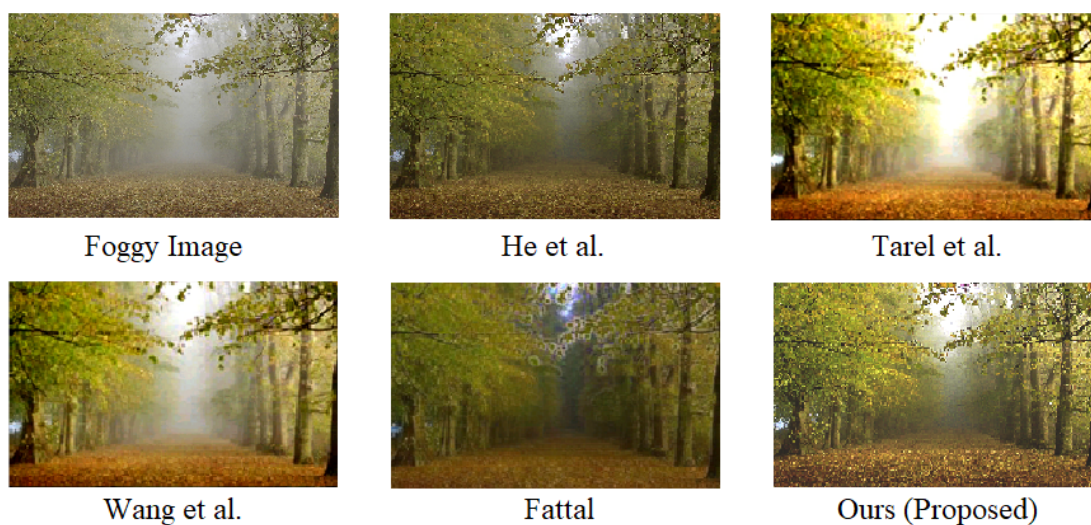 Foggy Image
He et al.
Tarel et al.
Wang et al.
Fattal
Ours (Proposed)